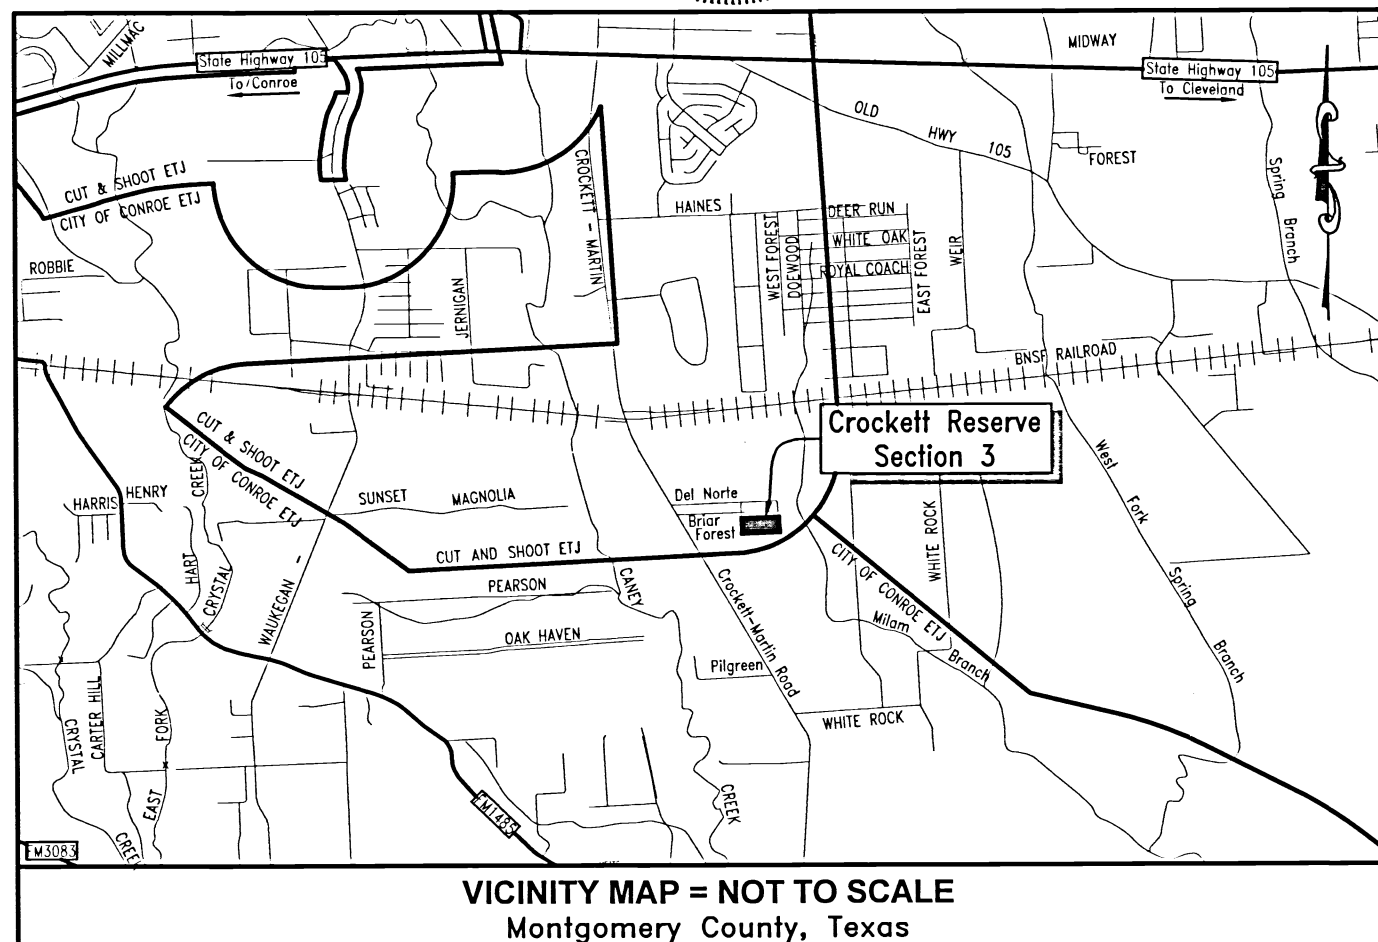 MILLMAC
State Highway 105
To Conroe
MIDWAY
State Highway 105
To Cleveland
OLD HWY 105
FOREST
Spring Branch
CUT & SHOOT ETJ
CITY OF CONROE ETJ
CROCKETT - MARTIN
HAINES
DEER RUN
WHITE OAK
ROYAL COACH
WEST FOREST
DOEWOOD
EAST FOREST
WEIR
ROBBIE
JERNIGAN
BNSF RAILROAD
Crockett Reserve
Section 3
CUT & SHOOT ETJ
CITY OF CONROE ETJ
HARRIS
HENRY
HART CREEK
CRYSTAL
SUNSET
MAGNOLIA
Del Norte
Briar
Forest
CUT AND SHOOT ETJ
WAUKEGAN -
PEARSON
PEARSON
OAK HAVEN
CANEY CREEK
Crockett-Martin Road
Pilgreen
CITY OF CONROE ETJ
Milam Branch
WHITE ROCK
WHITE ROCK
West Fork Spring Branch
CARTER HILL
CRYSTAL CREEK
EAST FORK
FM1485
FM3083
VICINITY MAP = NOT TO SCALE
Montgomery County, Texas